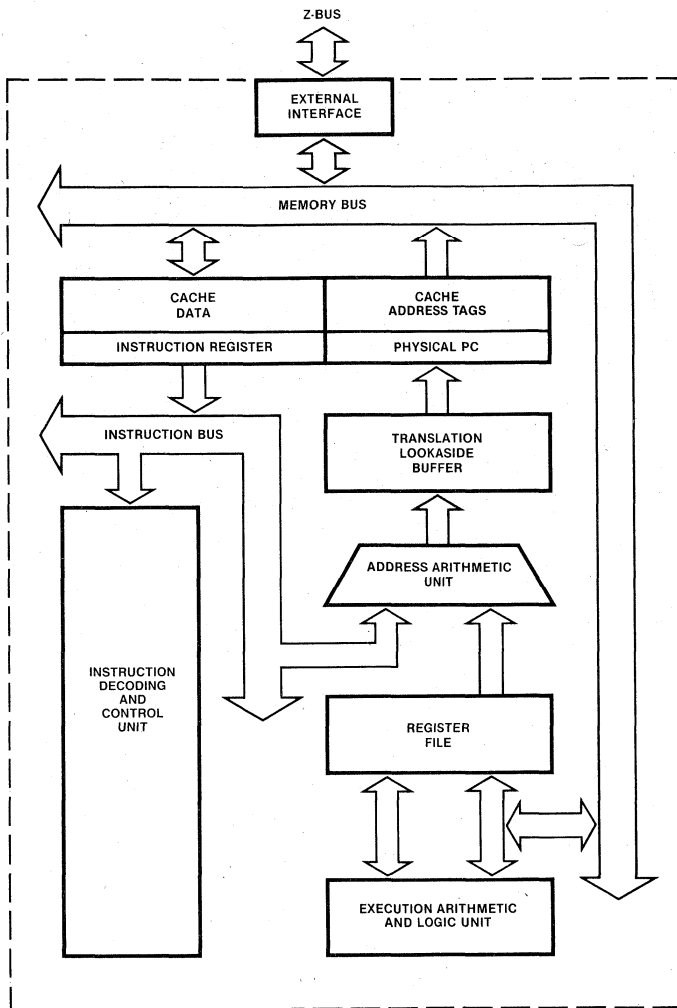 Z-BUS
EXTERNAL
INTERFACE
MEMORY BUS
CACHE
DATA
CACHE
ADDRESS TAGS
INSTRUCTION REGISTER
PHYSICAL PC
INSTRUCTION BUS
TRANSLATION
LOOKASIDE
BUFFER
ADDRESS ARITHMETIC
UNIT
INSTRUCTION
DECODING
AND
CONTROL
UNIT
REGISTER
FILE
EXECUTION ARITHMETIC
AND LOGIC UNIT